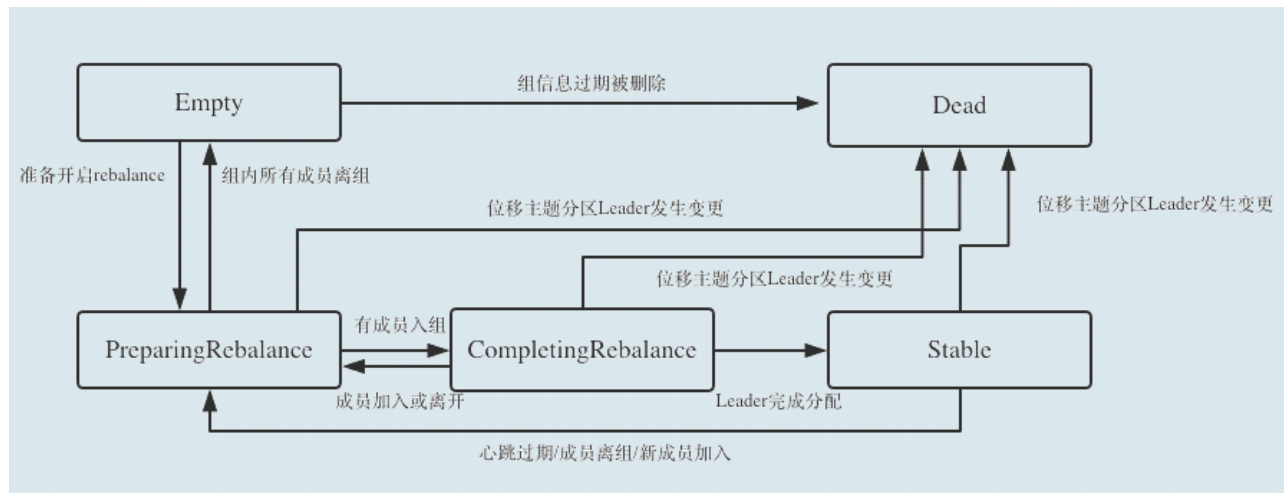 组信息过期被删除
Empty
Dead
准备开启rebalance
组内所有成员离组
位移主题分区Leader发生变更
位移主题分区Leader发生变更
位移主题分区Leader发生变更
有成员入组
PreparingRebalance
CompletingRebalance
Stable
成员加入或离开
Leader完成分配
心跳过期/成员离组/新成员加入